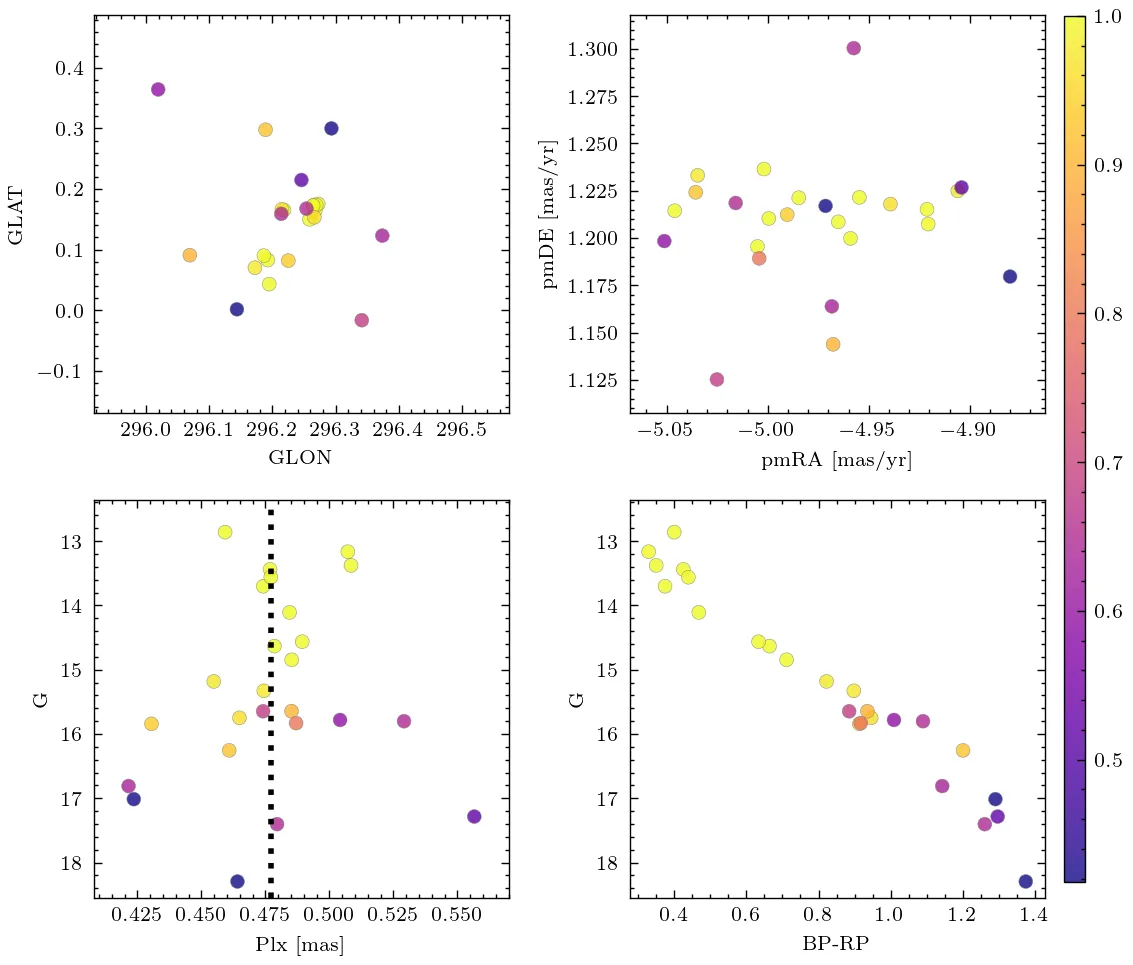 0.4
0.3
0.2
0.1
0.0
−0.1
GLAT
296.0 296.1 296.2 296.3 296.4 296.5
GLON
1.300
1.275
1.250
1.225
1.200
1.175
1.150
1.125
pmDE [mas/yr]
−5.05 −5.00 −4.95 −4.90
pmRA [mas/yr]
13
14
15
16
17
18
G
0.425 0.450 0.475 0.500 0.525 0.550
Plx [mas]
13
14
15
16
17
18
G
0.4 0.6 0.8 1.0 1.2 1.4
BP-RP
1.0
0.9
0.8
0.7
0.6
0.5